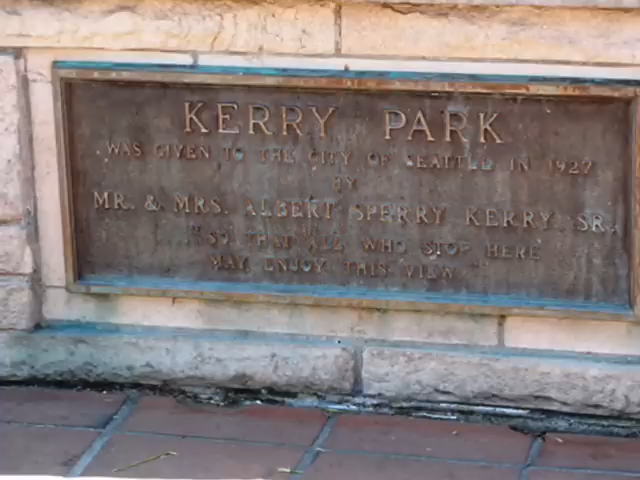 KERRY PARK
WAS GIVEN TO THE CITY OF SEATTLE IN 1927
BY
MR. & MRS. ALBERT SPERRY KERRY, SR.
"SO THAT ALL WHO STOP HERE
MAY ENJOY THIS VIEW"